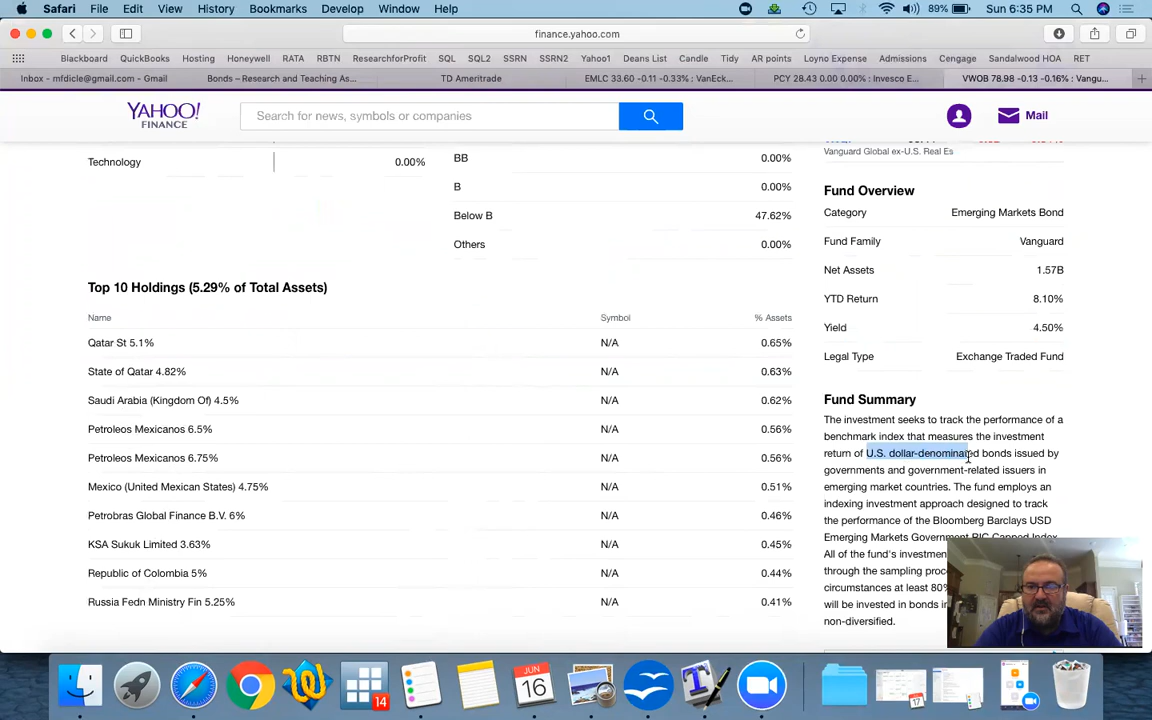 Safari File Edit View History Bookmarks Develop Window Help 89% Sun 6:35 PM
finance.yahoo.com
Blackboard QuickBooks Hosting Honeywell RATA RBTN ResearchforProfit SQL SQL2 SSRN SSRN2 Yahoo1 Deans List Candle Tidy AR points Loyno Expense Admissions Cengage Sandalwood HOA RET
Inbox - mfdicle@gmail.com - Gmail Bonds – Research and Teaching As... TD Ameritrade EMLC 33.60 -0.11 -0.33% : VanEck... PCY 28.43 0.00 0.00% : Invesco E... VWOB 78.98 -0.13 -0.16% : Vangu...
YAHOO! FINANCE
Search for news, symbols or companies
Mail
Technology 0.00%
BB 0.00%
B 0.00%
Below B 47.62%
Others 0.00%
Top 10 Holdings (5.29% of Total Assets)
Name Symbol % Assets
Qatar St 5.1% N/A 0.65%
State of Qatar 4.82% N/A 0.63%
Saudi Arabia (Kingdom Of) 4.5% N/A 0.62%
Petroleos Mexicanos 6.5% N/A 0.56%
Petroleos Mexicanos 6.75% N/A 0.56%
Mexico (United Mexican States) 4.75% N/A 0.51%
Petrobras Global Finance B.V. 6% N/A 0.46%
KSA Sukuk Limited 3.63% N/A 0.45%
Republic of Colombia 5% N/A 0.44%
Russia Fedn Ministry Fin 5.25% N/A 0.41%
Vanguard Global ex-U.S. Real Es
Fund Overview
Category Emerging Markets Bond
Fund Family Vanguard
Net Assets 1.57B
YTD Return 8.10%
Yield 4.50%
Legal Type Exchange Traded Fund
Fund Summary
The investment seeks to track the performance of a
benchmark index that measures the investment
return of U.S. dollar-denominated bonds issued by
governments and government-related issuers in
emerging market countries. The fund employs an
indexing investment approach designed to track
the performance of the Bloomberg Barclays USD
Emerging Markets Government RIC Capped Index.
All of the fund's investment
through the sampling
circumstances at least 80%
will be invested in bonds
non-diversified.
14
JUN
16
17